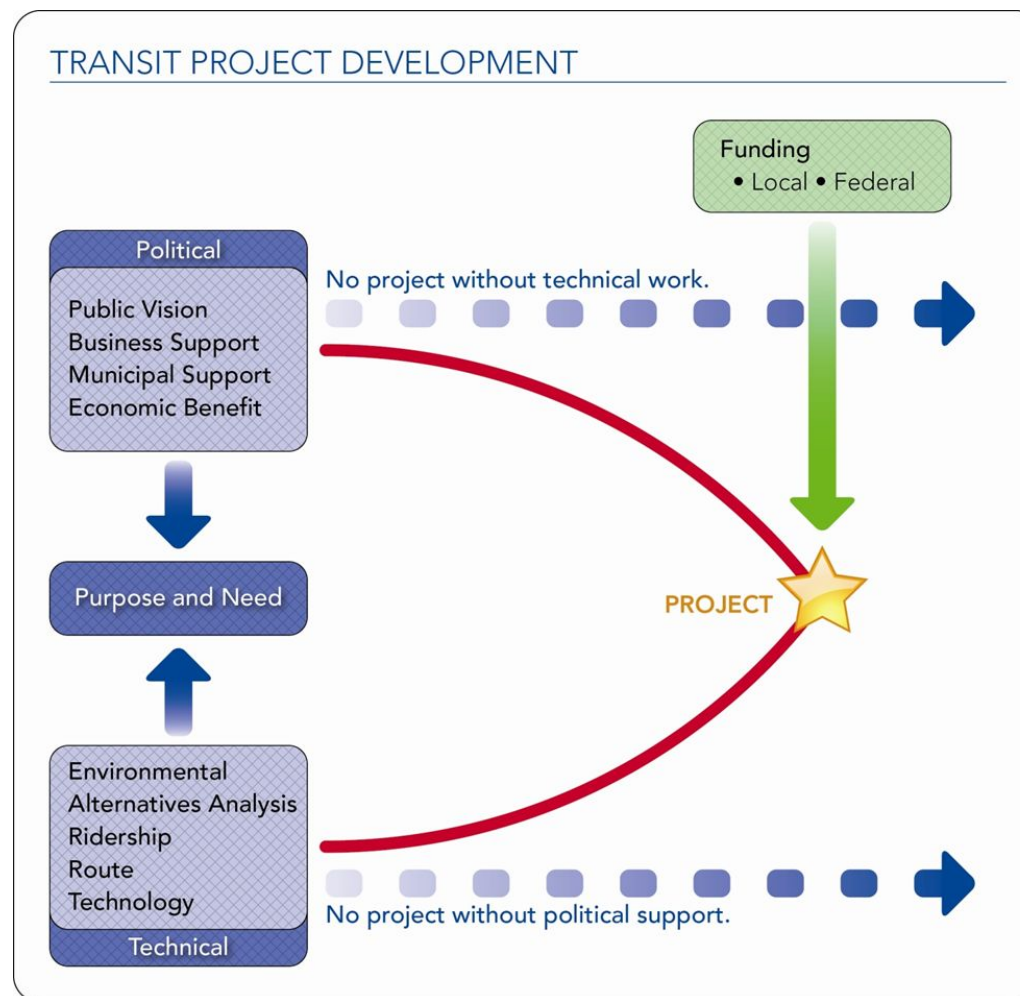 TRANSIT PROJECT DEVELOPMENT
Funding
• Local • Federal
Political
Public Vision
Business Support
Municipal Support
Economic Benefit
No project without technical work.
Purpose and Need
PROJECT
Environmental
Alternatives Analysis
Ridership
Route
Technology
Technical
No project without political support.